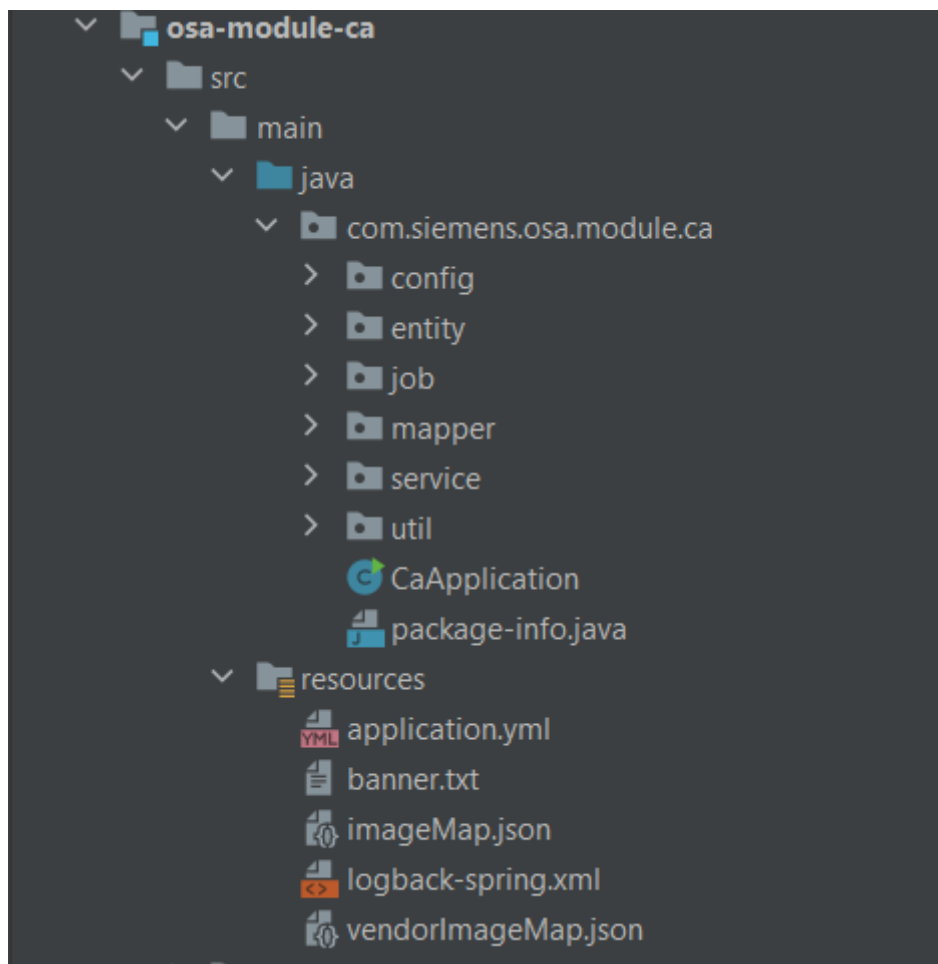 osa-module-ca
src
main
java
com.siemens.osa.module.ca
config
entity
job
mapper
service
util
C CaApplication
J package-info.java
resources
YML application.yml
banner.txt
{} imageMap.json
<> logback-spring.xml
{} vendorImageMap.json